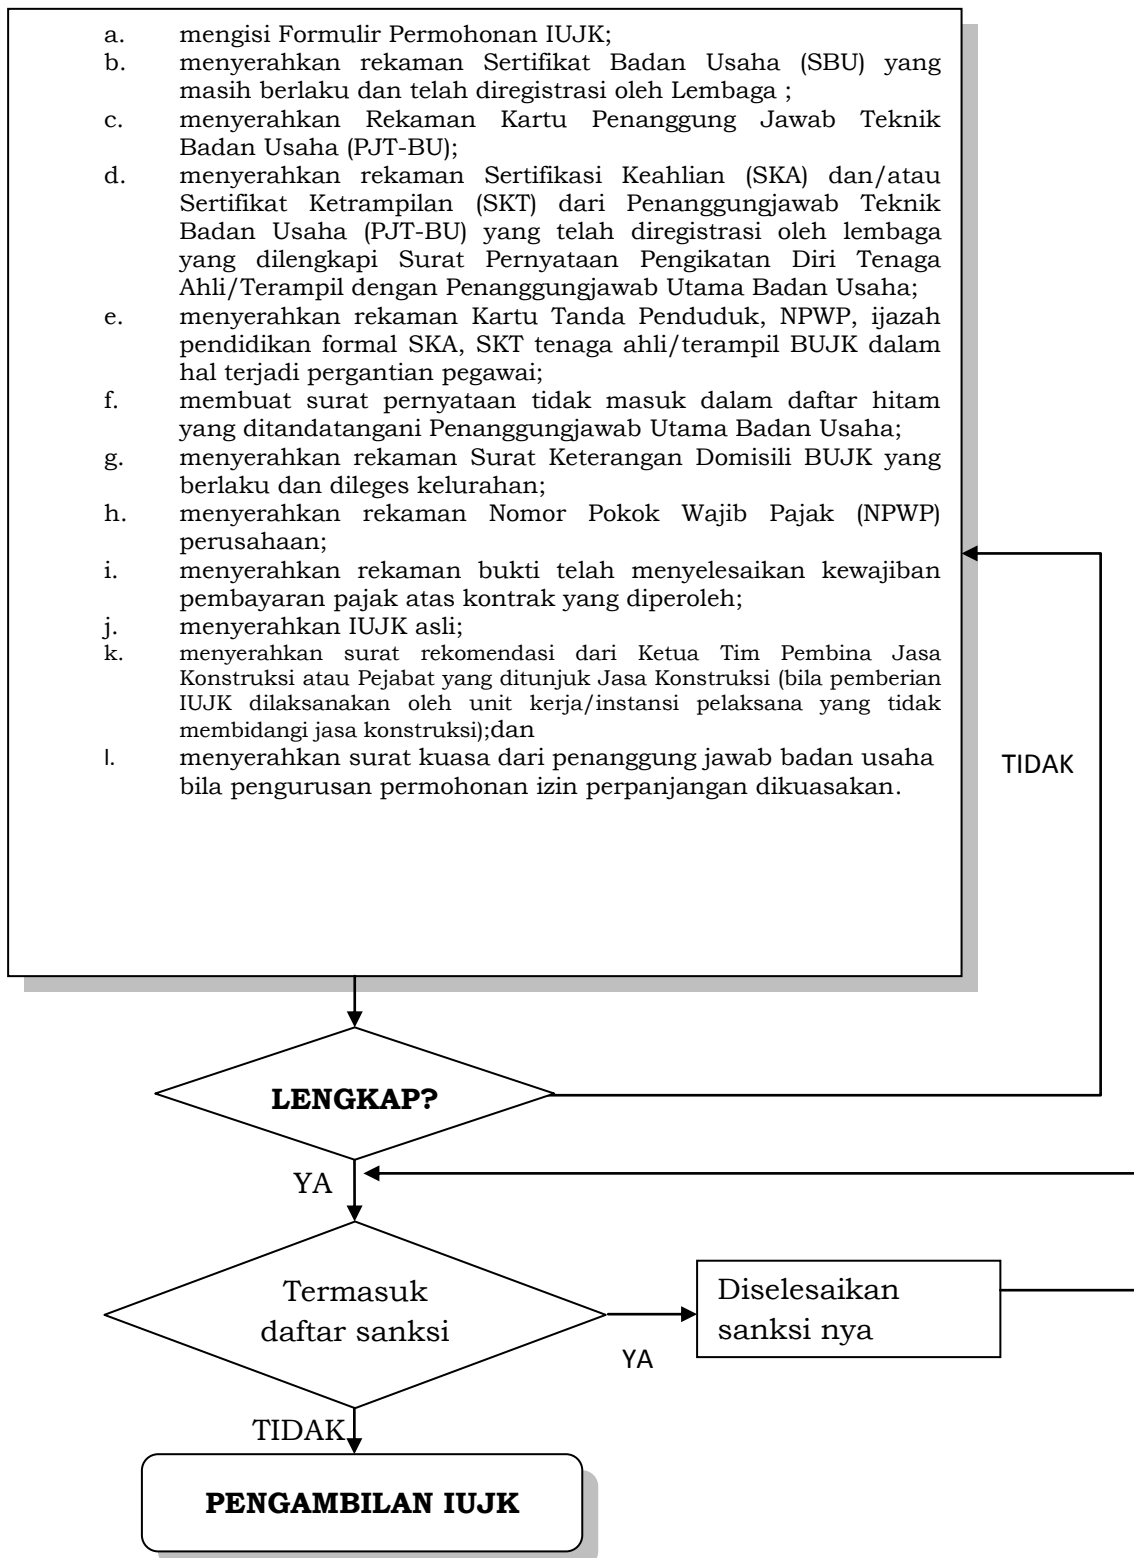 a. mengisi Formulir Permohonan IUJK;
b. menyerahkan rekaman Sertifikat Badan Usaha (SBU) yang
masih berlaku dan telah diregistrasi oleh Lembaga ;
c. menyerahkan Rekaman Kartu Penanggung Jawab Teknik
Badan Usaha (PJT-BU);
d. menyerahkan rekaman Sertifikasi Keahlian (SKA) dan/atau
Sertifikat Ketrampilan (SKT) dari Penanggungjawab Teknik
Badan Usaha (PJT-BU) yang telah diregistrasi oleh lembaga
yang dilengkapi Surat Pernyataan Pengikatan Diri Tenaga
Ahli/Terampil dengan Penanggungjawab Utama Badan Usaha;
e. menyerahkan rekaman Kartu Tanda Penduduk, NPWP, ijazah
pendidikan formal SKA, SKT tenaga ahli/terampil BUJK dalam
hal terjadi pergantian pegawai;
f. membuat surat pernyataan tidak masuk dalam daftar hitam
yang ditandatangani Penanggungjawab Utama Badan Usaha;
g. menyerahkan rekaman Surat Keterangan Domisili BUJK yang
berlaku dan dileges kelurahan;
h. menyerahkan rekaman Nomor Pokok Wajib Pajak (NPWP)
perusahaan;
i. menyerahkan rekaman bukti telah menyelesaikan kewajiban
pembayaran pajak atas kontrak yang diperoleh;
j. menyerahkan IUJK asli;
k. menyerahkan surat rekomendasi dari Ketua Tim Pembina Jasa
Konstruksi atau Pejabat yang ditunjuk Jasa Konstruksi (bila pemberian
IUJK dilaksanakan oleh unit kerja/instansi pelaksana yang tidak
membidangi jasa konstruksi);dan
l. menyerahkan surat kuasa dari penanggung jawab badan usaha
bila pengurusan permohonan izin perpanjangan dikuasakan.
TIDAK
LENGKAP?
YA
Termasuk
daftar sanksi
YA
Diselesaikan
sanksi nya
TIDAK
PENGAMBILAN IUJK